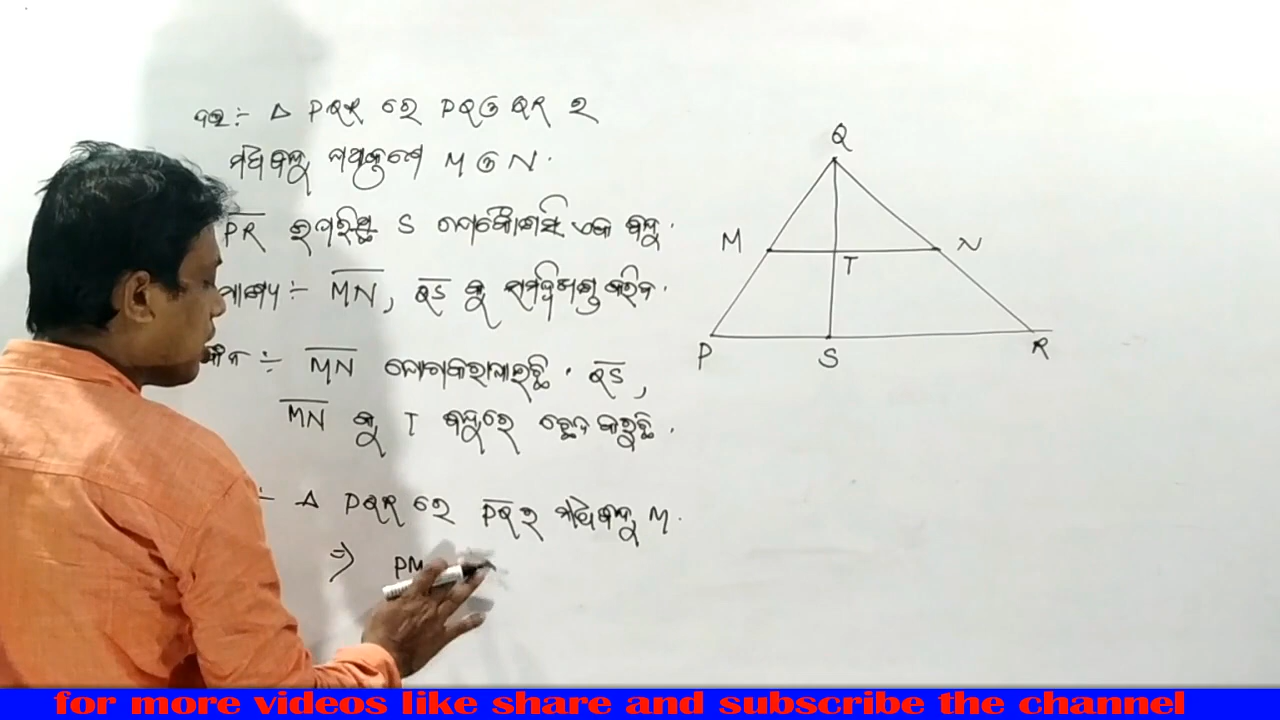 ଦତ୍ତ :- Δ PQR ରେ PQ ଓ QR ର
ମଧ୍ୟବିନ୍ଦୁ ଯଥାକ୍ରମେ M ଓ N.
PR ଉପରିସ୍ଥ S ଯେକୌଣସି ଏକ ବିନ୍ଦୁ.
ପ୍ରାମାଣ୍ୟ :- MN, QS କୁ ସମଦ୍ୱିଖଣ୍ଡ କରିବ.
:- MN ଯୋଗ କରାଯାଇଛି. QS,
MN କୁ T ବିନ୍ଦୁରେ ଛେଦ କରୁଛି.
:- Δ PQR ରେ PQ ର ମଧ୍ୟବିନ୍ଦୁ M.
⇒ PM
Q
M
N
T
P
S
R
for more videos like share and subscribe the channel